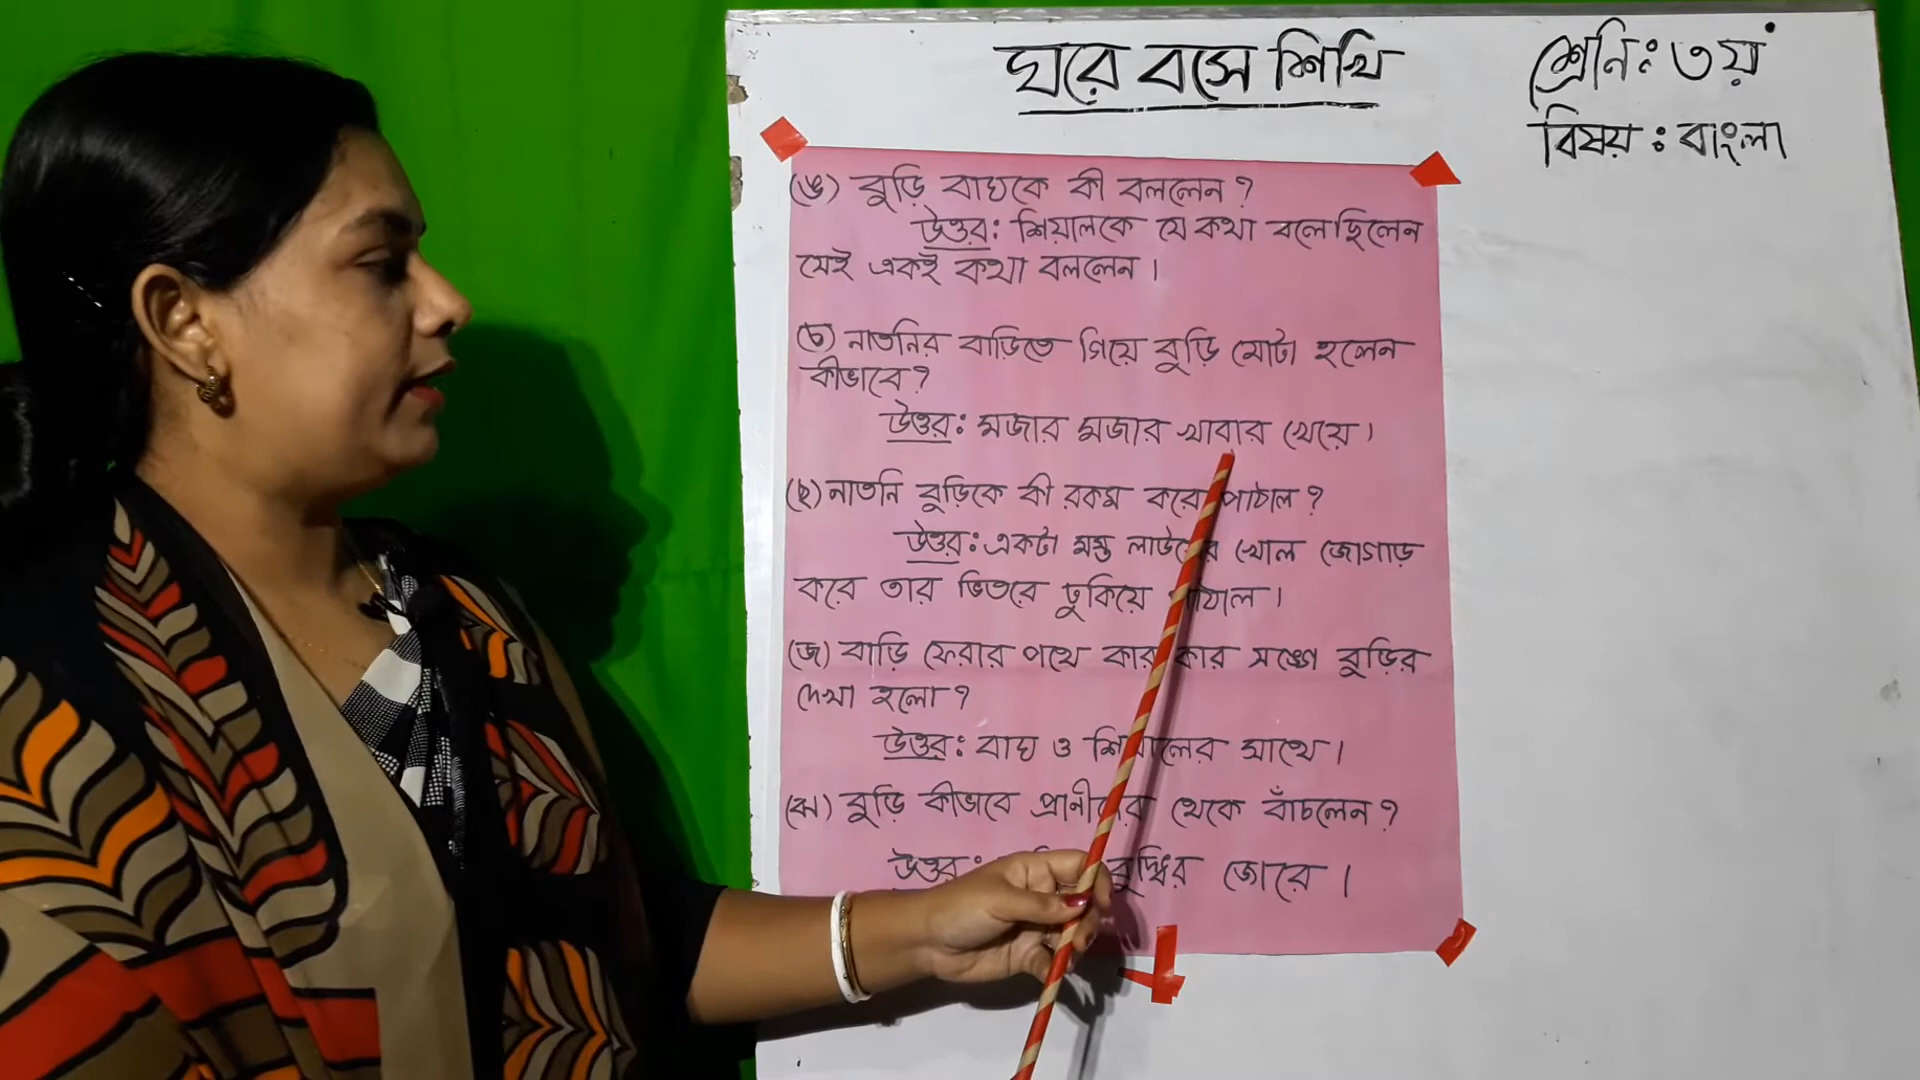 ঘরে বসে শিখি
শ্রেনি: ৩য়
বিষয় : বাংলা
(ঙ) বুড়ি বাঘকে কী বললেন ?
উত্তর: শিয়ালকে যে কথা বলেছিলেন
সেই একই কথা বললেন ।
(চ) নাতনির বাড়িতে গিয়ে বুড়ি মোটা হলেন
কীভাবে ?
উত্তর: মজার মজার খাবার খেয়ে ।
(ছ) নাতনি বুড়িকে কী রকম করে পাঠাল ?
উত্তর: একটা মস্ত লাউয়ের খোল জোগাড়
করে তার ভিতরে ঢুকিয়ে পাঠাল ।
(জ) বাড়ি ফেরার পথে কার কার সঙ্গে বুড়ির
দেখা হলো ?
উত্তর: বাঘ ও শিয়ালের সাথে ।
(ঝ) বুড়ি কীভাবে প্রানীদের থেকে বাঁচলেন ?
উত্তর: বুদ্ধির জোরে ।